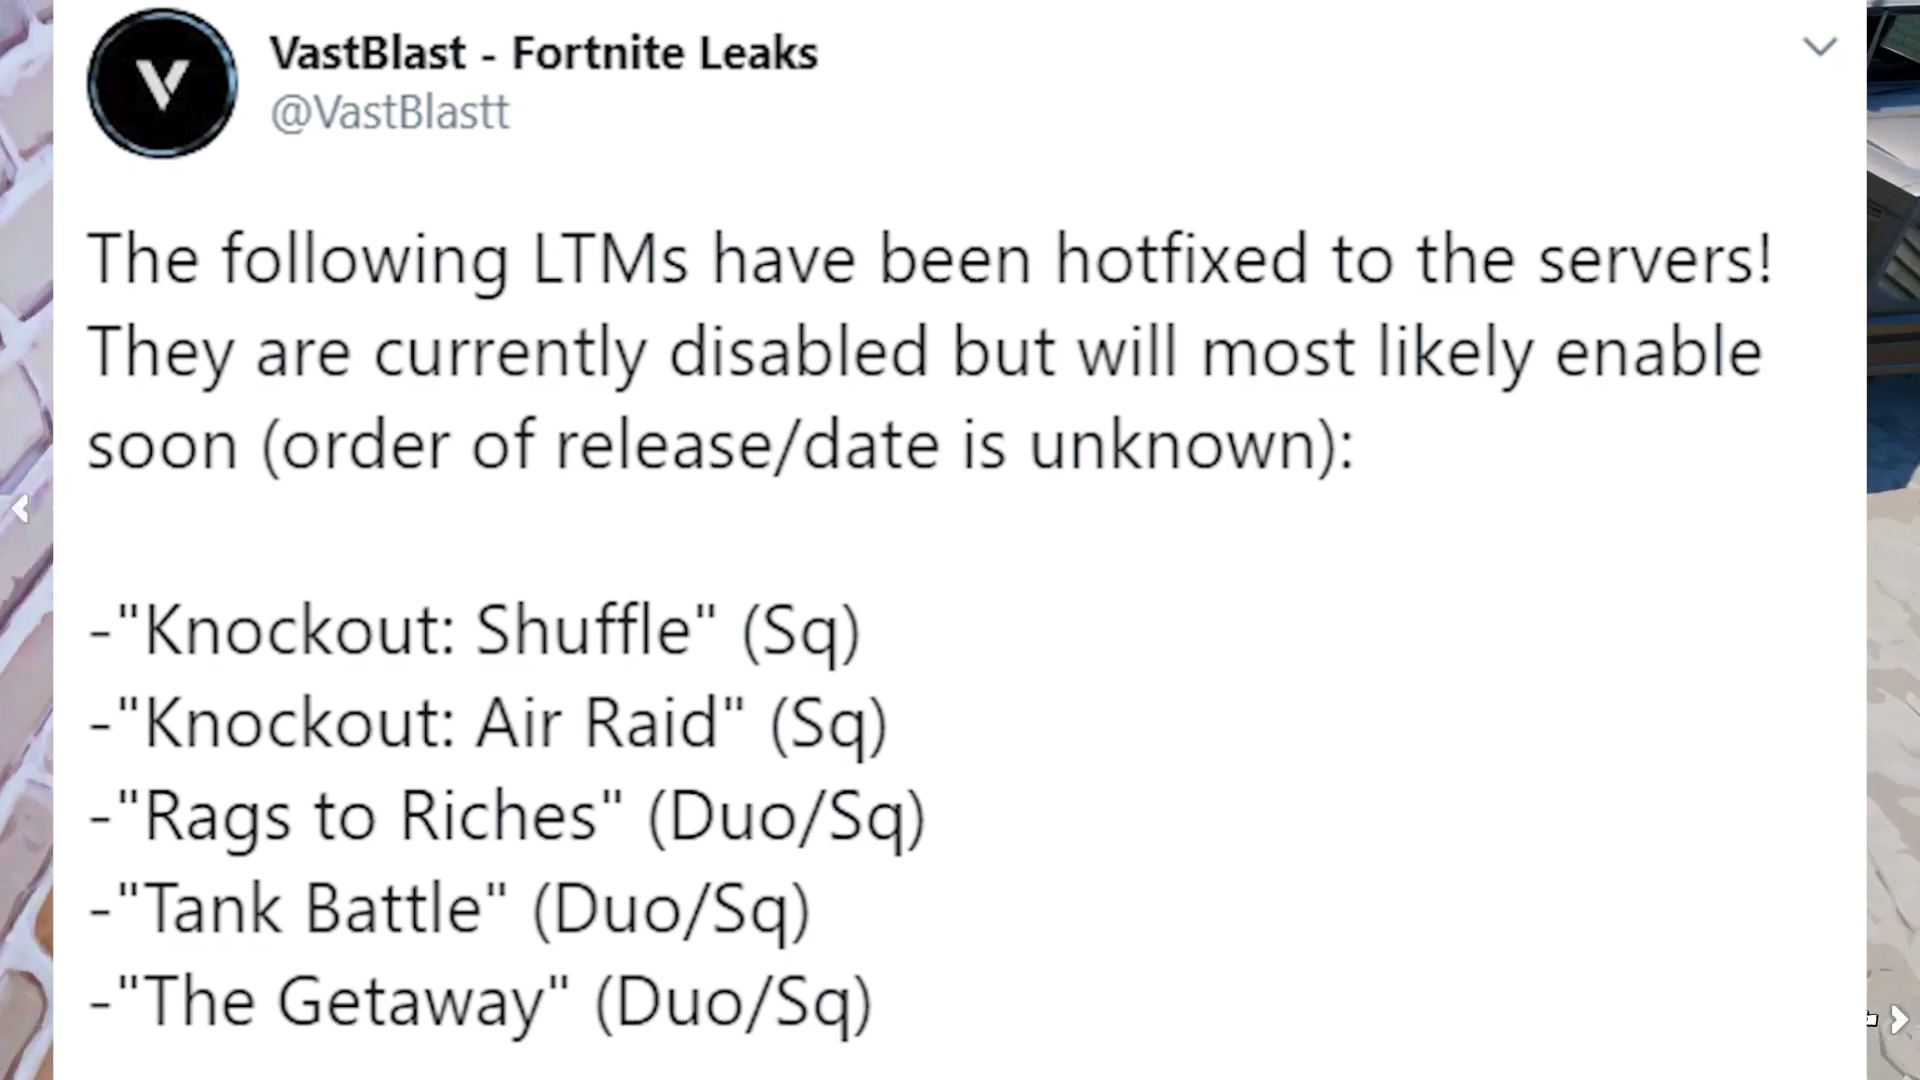 VastBlast - Fortnite Leaks
@VastBlastt
The following LTMs have been hotfixed to the servers!
They are currently disabled but will most likely enable
soon (order of release/date is unknown):
-"Knockout: Shuffle" (Sq)
-"Knockout: Air Raid" (Sq)
-"Rags to Riches" (Duo/Sq)
-"Tank Battle" (Duo/Sq)
-"The Getaway" (Duo/Sq)